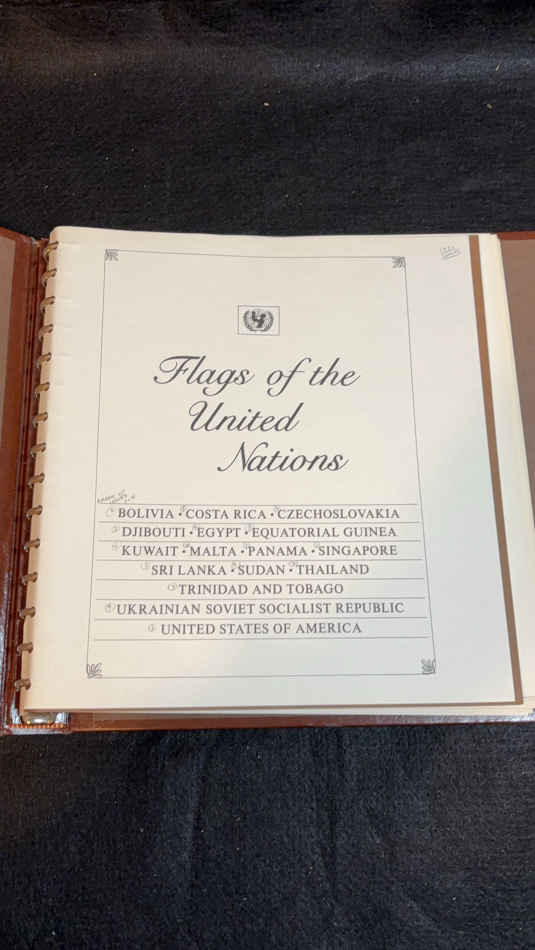 Flags of the
United
Nations
BOLIVIA • COSTA RICA • CZECHOSLOVAKIA
DJIBOUTI • EGYPT • EQUATORIAL GUINEA
KUWAIT • MALTA • PANAMA • SINGAPORE
SRI LANKA • SUDAN • THAILAND
TRINIDAD AND TOBAGO
UKRAINIAN SOVIET SOCIALIST REPUBLIC
UNITED STATES OF AMERICA